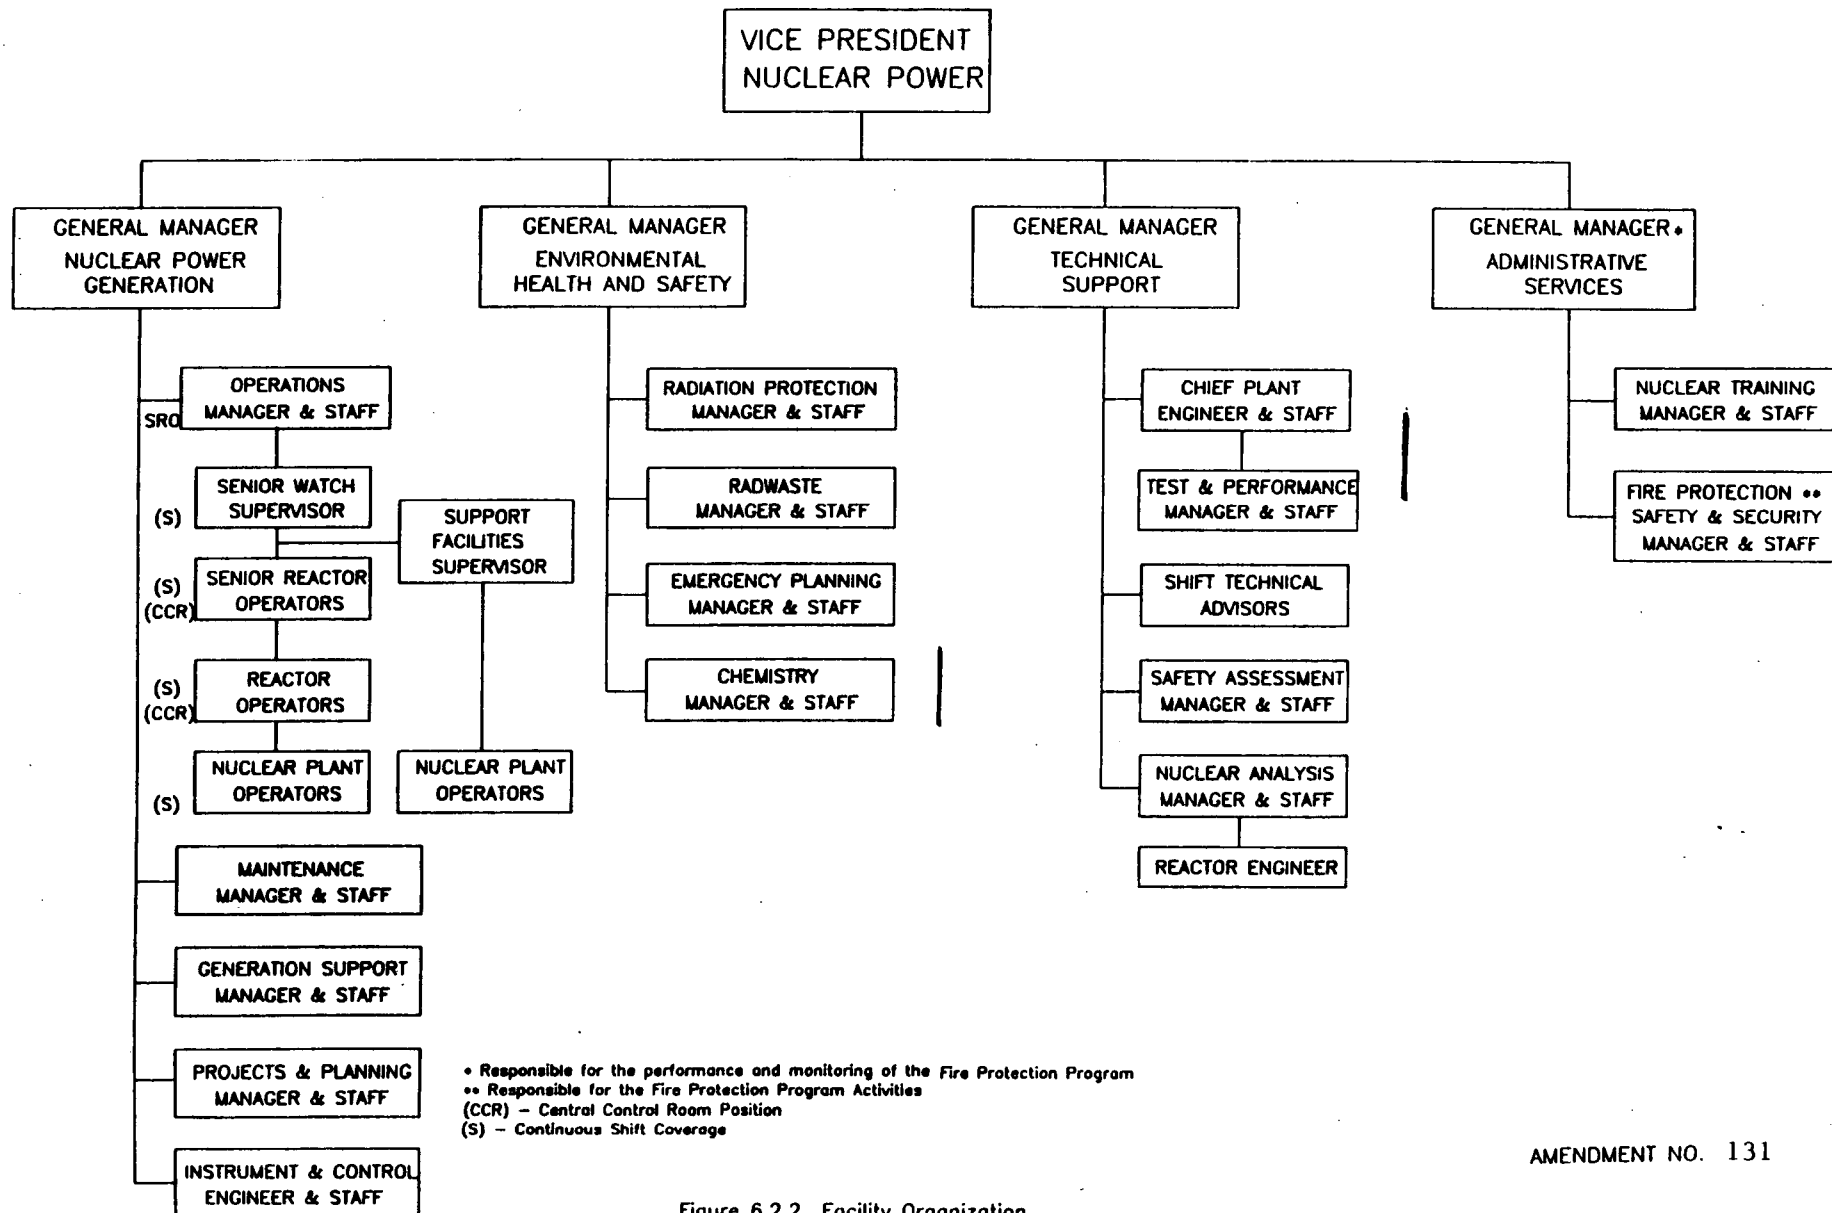 VICE PRESIDENT
NUCLEAR POWER
GENERAL MANAGER
NUCLEAR POWER
GENERATION
GENERAL MANAGER
ENVIRONMENTAL
HEALTH AND SAFETY
GENERAL MANAGER
TECHNICAL
SUPPORT
GENERAL MANAGER*
ADMINISTRATIVE
SERVICES
OPERATIONS
MANAGER & STAFF
SRO
SENIOR WATCH
SUPERVISOR
(S)
SUPPORT
FACILITIES
SUPERVISOR
SENIOR REACTOR
OPERATORS
(S)
(CCR)
REACTOR
OPERATORS
(S)
(CCR)
NUCLEAR PLANT
OPERATORS
(S)
NUCLEAR PLANT
OPERATORS
MAINTENANCE
MANAGER & STAFF
GENERATION SUPPORT
MANAGER & STAFF
PROJECTS & PLANNING
MANAGER & STAFF
INSTRUMENT & CONTROL
ENGINEER & STAFF
RADIATION PROTECTION
MANAGER & STAFF
RADWASTE
MANAGER & STAFF
EMERGENCY PLANNING
MANAGER & STAFF
CHEMISTRY
MANAGER & STAFF
CHIEF PLANT
ENGINEER & STAFF
TEST & PERFORMANCE
MANAGER & STAFF
SHIFT TECHNICAL
ADVISORS
SAFETY ASSESSMENT
MANAGER & STAFF
NUCLEAR ANALYSIS
MANAGER & STAFF
REACTOR ENGINEER
NUCLEAR TRAINING
MANAGER & STAFF
FIRE PROTECTION **
SAFETY & SECURITY
MANAGER & STAFF
* Responsible for the performance and monitoring of the Fire Protection Program
** Responsible for the Fire Protection Program Activities
(CCR) – Central Control Room Position
(S) – Continuous Shift Coverage
AMENDMENT NO. 131
Figure 6.2.2 Facility Organization